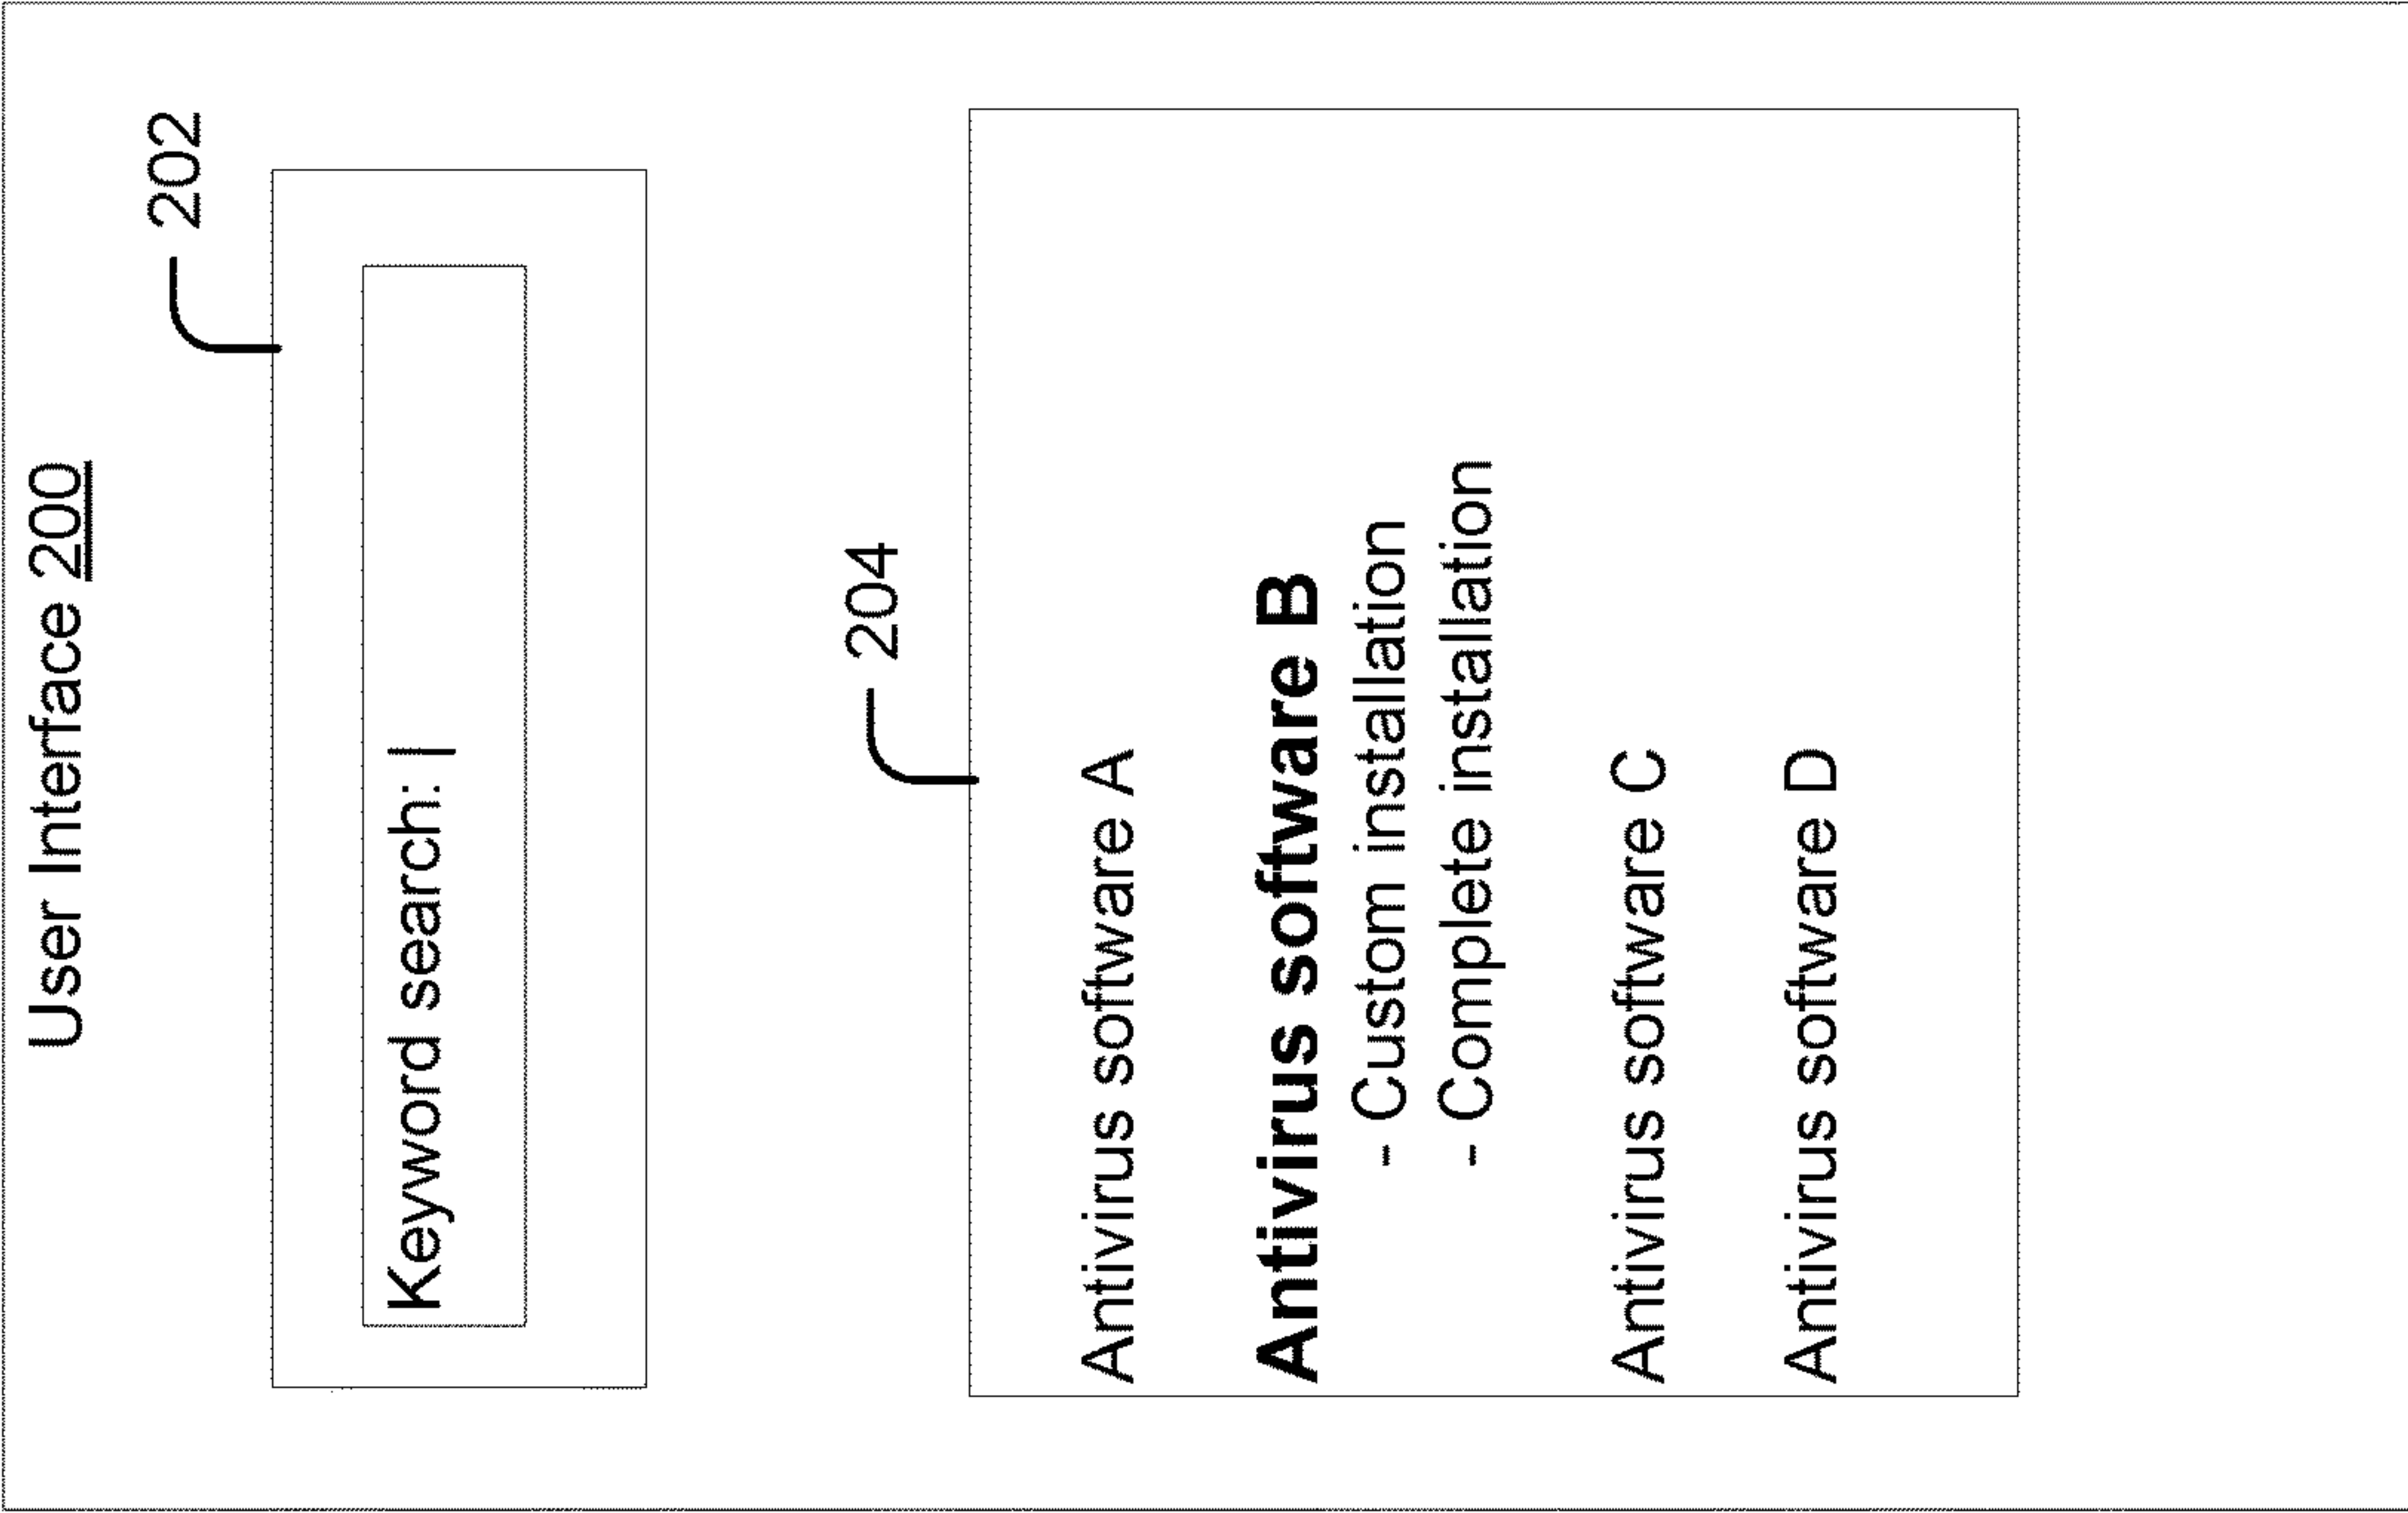 User Interface 200
202
Keyword search: |
204
Antivirus software A
Antivirus software B
- Custom installation
- Complete installation
Antivirus software C
Antivirus software D